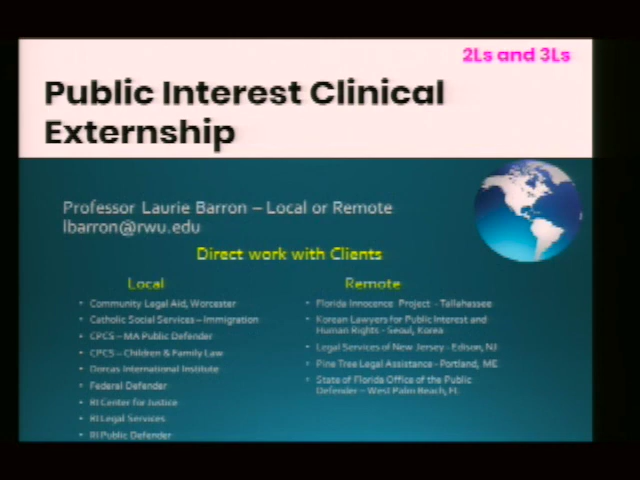 2Ls and 3Ls
Public Interest Clinical
Externship
Professor Laurie Barron – Local or Remote
lbarron@rwu.edu
Direct work with Clients
Local
Remote
• Community Legal Aid, Worcester
• Catholic Social Services – Immigration
• CPCS – MA Public Defender
• CPCS – Children & Family Law
• Dorcas International Institute
• Federal Defender
• RI Center for Justice
• RI Legal Services
• RI Public Defender
• Florida Innocence Project - Tallahassee
• Korean Lawyers for Public Interest and
Human Rights - Seoul, Korea
• Legal Services of New Jersey - Edison, NJ
• Pine Tree Legal Assistance - Portland, ME
• State of Florida Office of the Public
Defender – West Palm Beach, FL